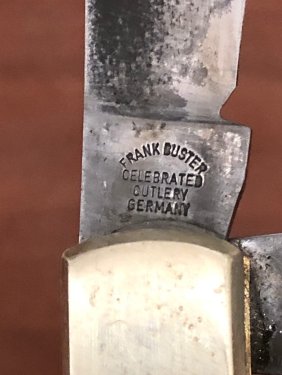 FRANK BUSTER
CELEBRATED
CUTLERY
GERMANY